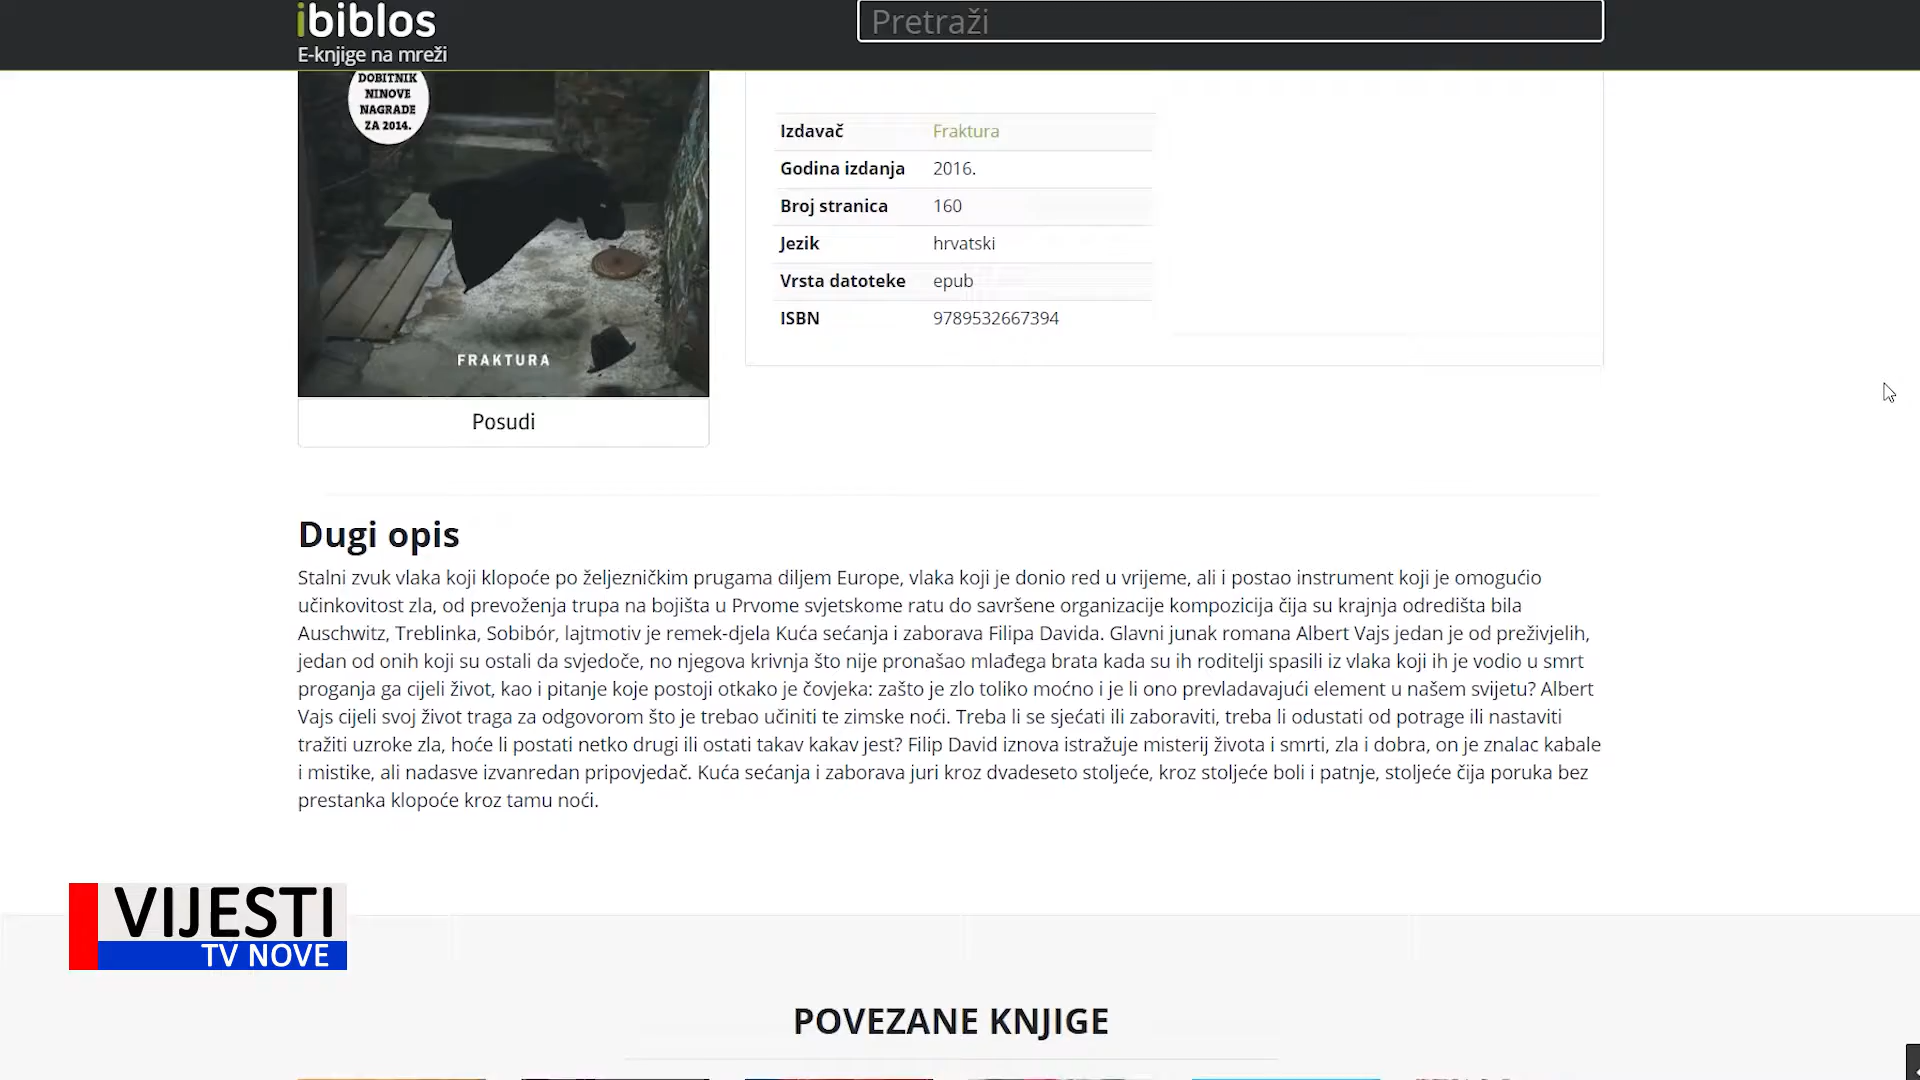 ibiblos
E-knjige na mreži
Pretraži
DOBITNIK
NINOVE
NAGRADE
ZA 2014.
FRAKTURA
Posudi
Izdavač Fraktura
Godina izdanja 2016.
Broj stranica 160
Jezik hrvatski
Vrsta datoteke epub
ISBN 9789532667394
Dugi opis
Stalni zvuk vlaka koji klopoće po željezničkim prugama diljem Europe, vlaka koji je donio red u vrijeme, ali i postao instrument koji je omogućio
učinkovitost zla, od prevoženja trupa na bojišta u Prvome svjetskome ratu do savršene organizacije kompozicija čija su krajnja odredišta bila
Auschwitz, Treblinka, Sobibór, lajtmotiv je remek-djela Kuća sećanja i zaborava Filipa Davida. Glavni junak romana Albert Vajs jedan je od preživjelih,
jedan od onih koji su ostali da svjedoče, no njegova krivnja što nije pronašao mlađega brata kada su ih roditelji spasili iz vlaka koji ih je vodio u smrt
proganja ga cijeli život, kao i pitanje koje postoji otkako je čovjeka: zašto je zlo toliko moćno i je li ono prevladavajući element u našem svijetu? Albert
Vajs cijeli svoj život traga za odgovorom što je trebao učiniti te zimske noći. Treba li se sjećati ili zaboraviti, treba li odustati od potrage ili nastaviti
tražiti uzroke zla, hoće li postati netko drugi ili ostati takav kakav jest? Filip David iznova istražuje misterij života i smrti, zla i dobra, on je znalac kabale
i mistike, ali nadasve izvanredan pripovjedač. Kuća sećanja i zaborava juri kroz dvadeseto stoljeće, kroz stoljeće boli i patnje, stoljeće čija poruka bez
prestanka klopoće kroz tamu noći.
VIJESTI
TV NOVE
POVEZANE KNJIGE